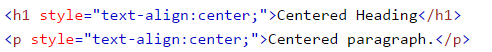 <h1 style="text-align:center;">Centered Heading</h1>
<p style="text-align:center;">Centered paragraph.</p>